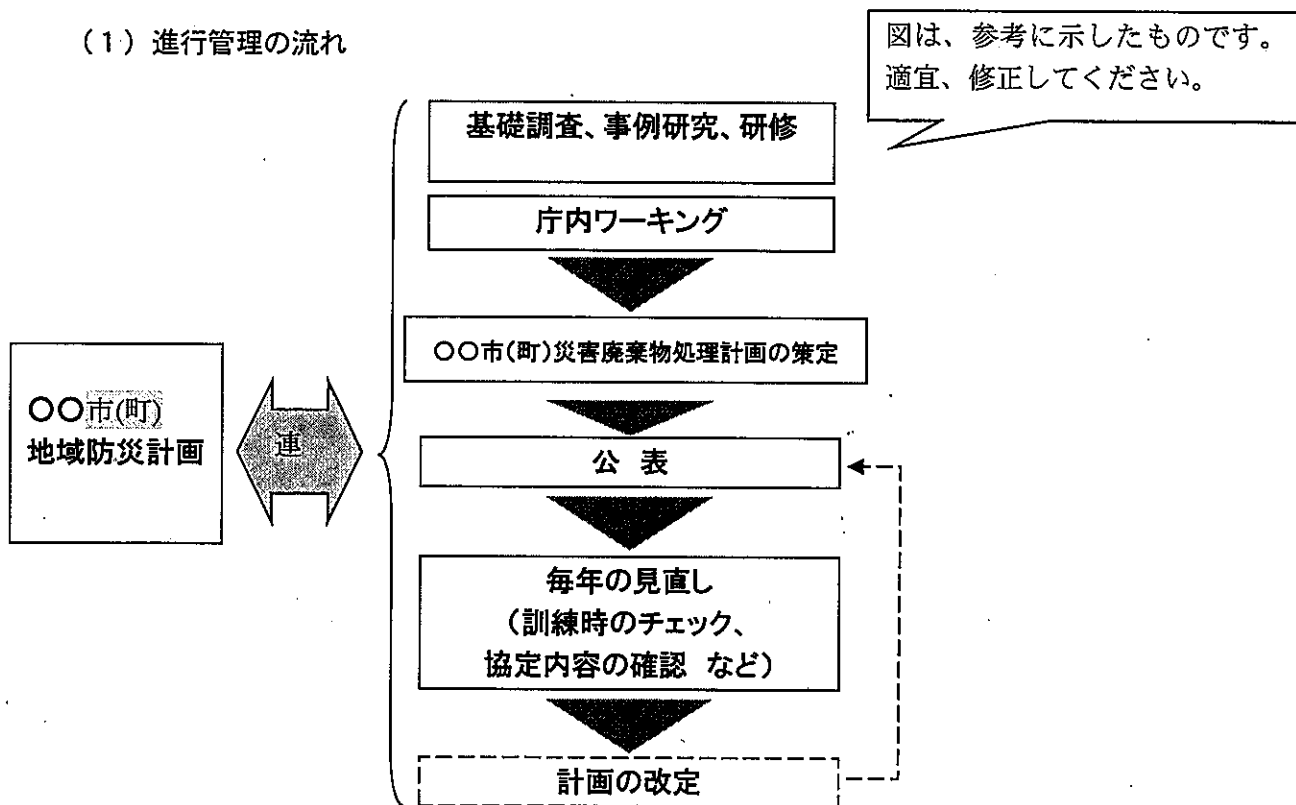 （1）進行管理の流れ
図は、参考に示したものです。
適宜、修正してください。
基礎調査、事例研究、研修
庁内ワーキング
〇〇市(町)災害廃棄物処理計画の策定
〇〇市(町)
地域防災計画
連
公 表
毎年の見直し
（訓練時のチェック、
協定内容の確認 など）
計画の改定